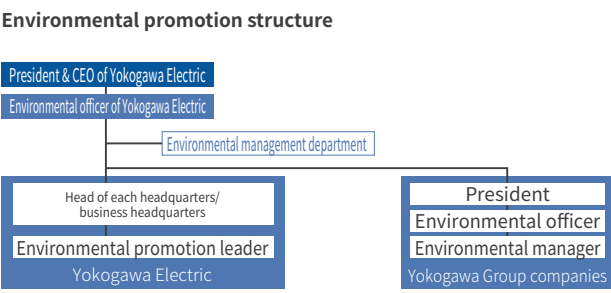 Environmental promotion structure
President & CEO of Yokogawa Electric
Environmental officer of Yokogawa Electric
Environmental management department
Head of each headquarters/
business headquarters
Environmental promotion leader
Yokogawa Electric
President
Environmental officer
Environmental manager
Yokogawa Group companies